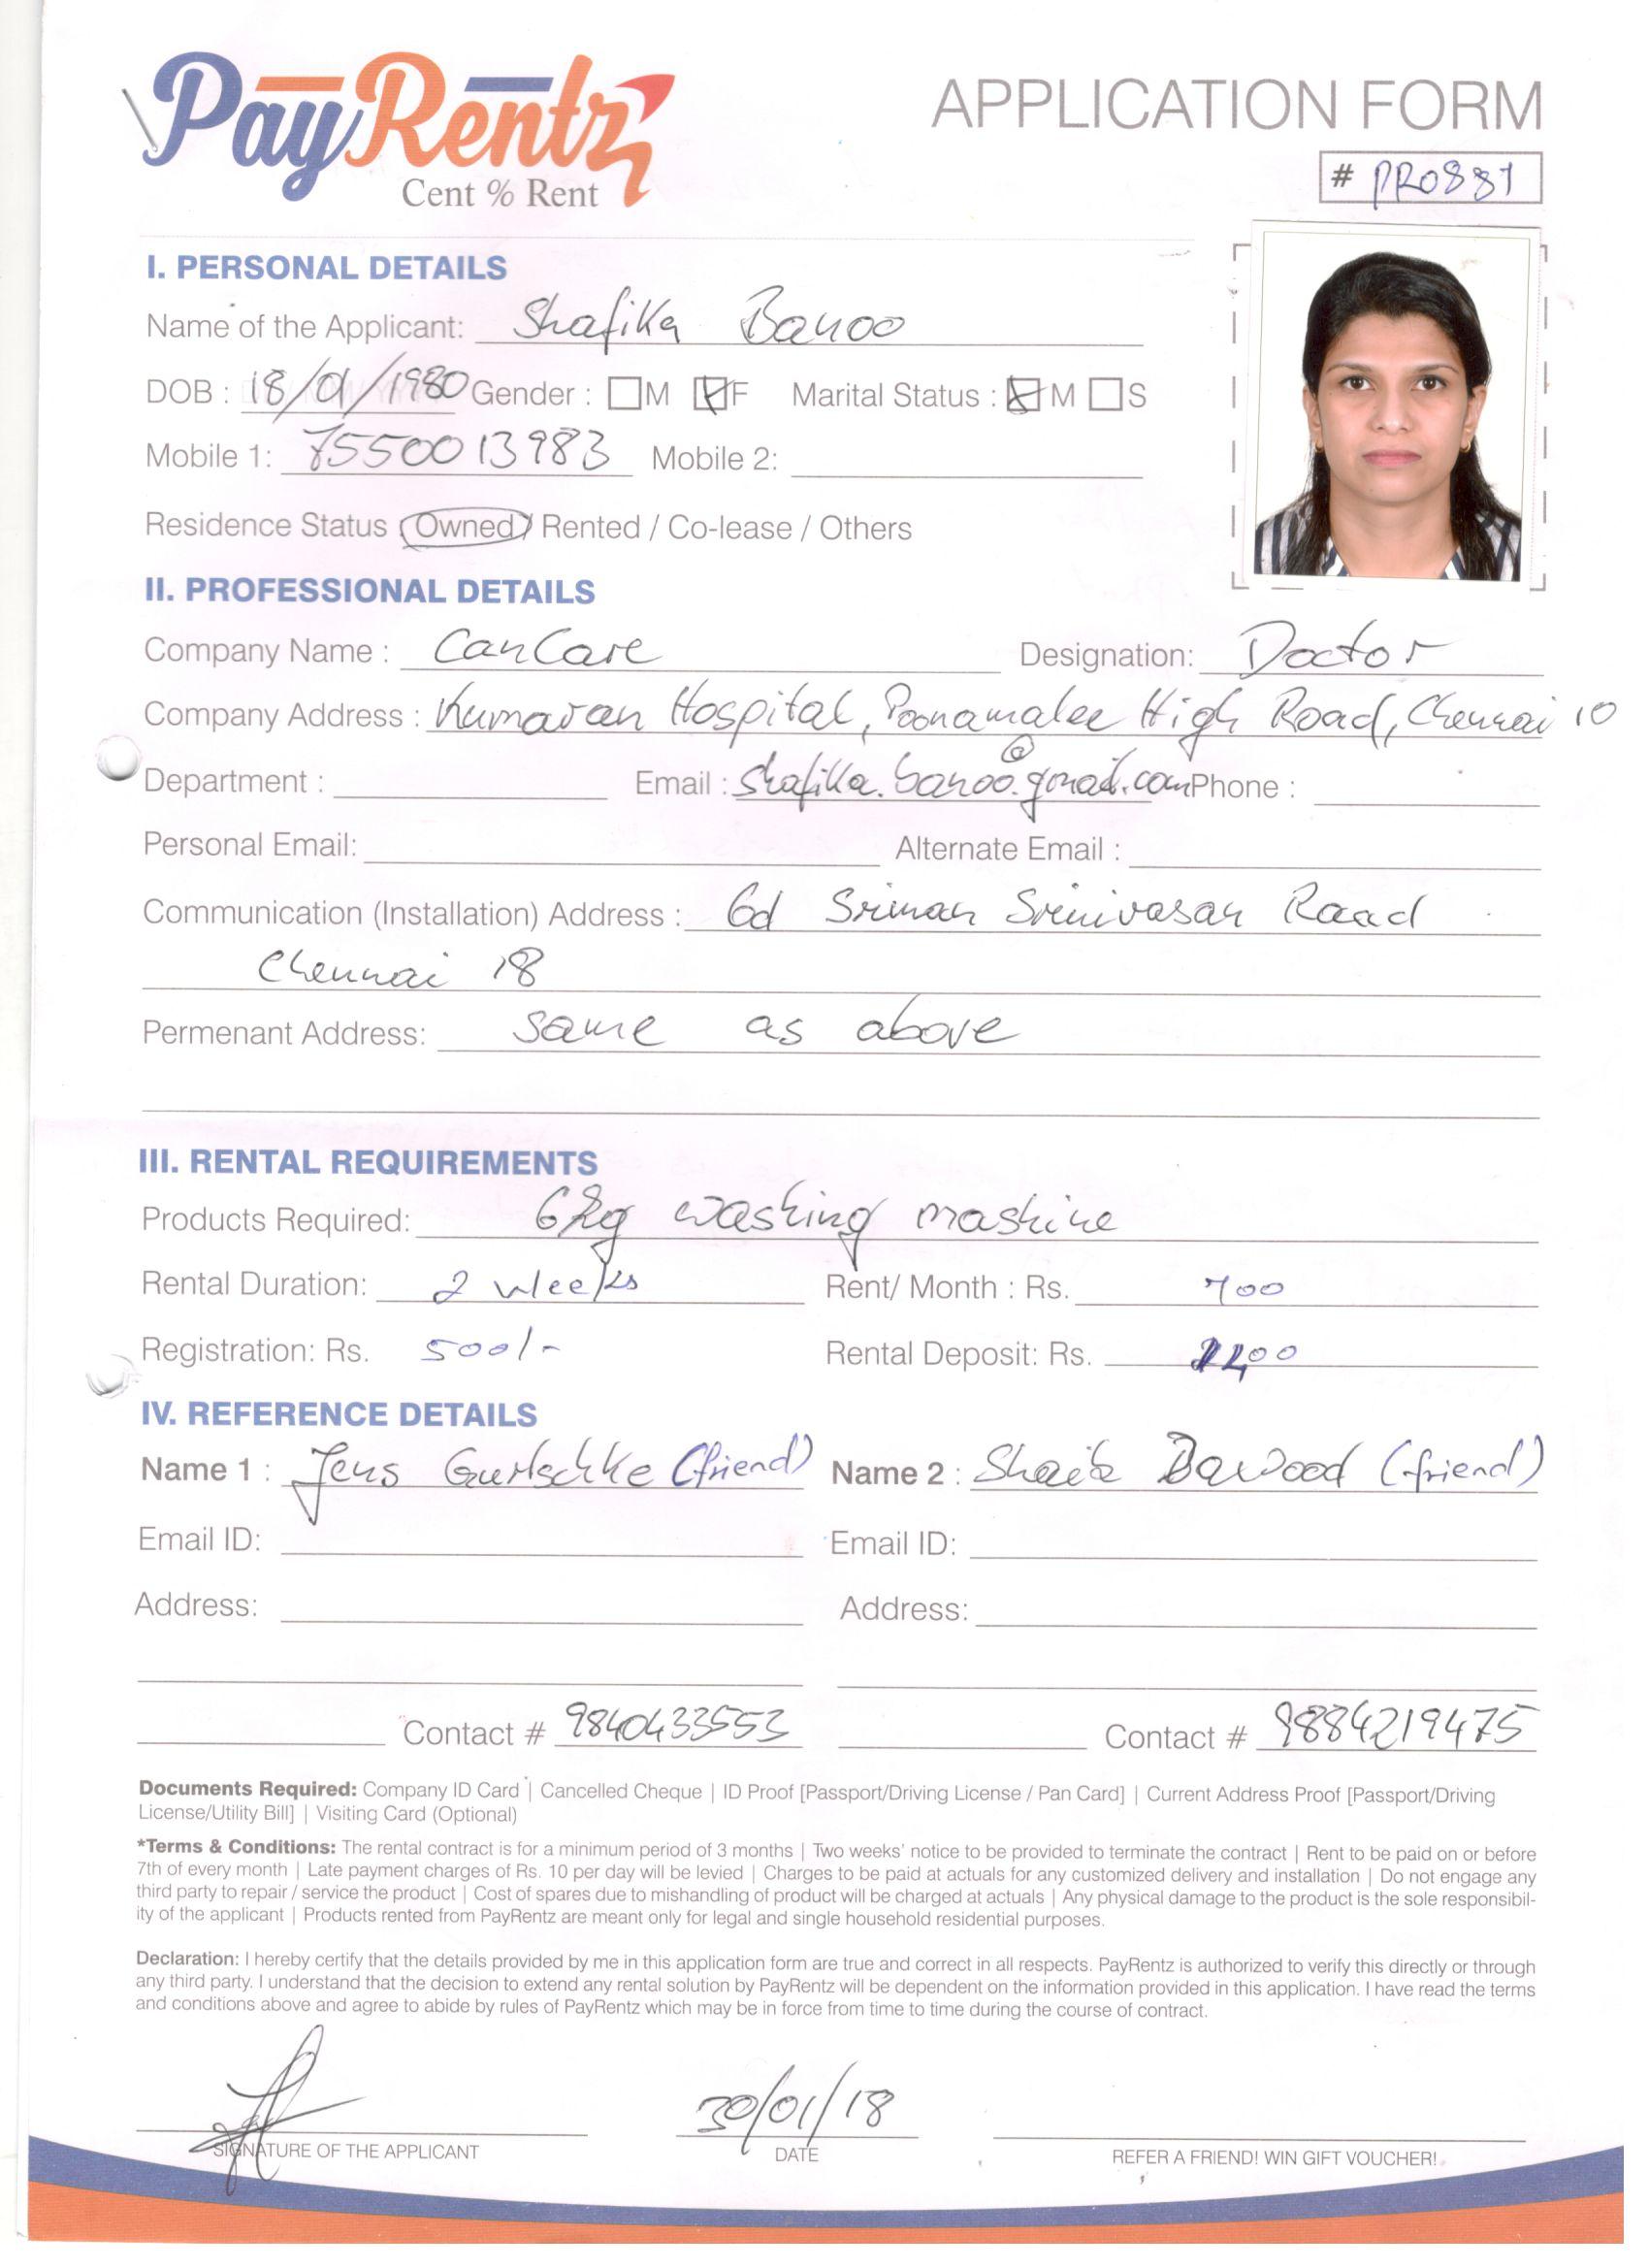 PayRentz
Cent % Rent
APPLICATION FORM
# PR0881
I. PERSONAL DETAILS
Name of the Applicant: Shafika Banoo
DOB : 18/01/1980 Gender : M F Marital Status : M S
Mobile 1: 7550013983 Mobile 2:
Residence Status (Owned) / Rented / Co-lease / Others
II. PROFESSIONAL DETAILS
Company Name : CanCare Designation: Doctor
Company Address : Kumaran Hospital, Poonamalee High Road, Chennai 10
Department : Email : shafika.banoo@gmail.com Phone :
Personal Email: Alternate Email :
Communication (Installation) Address : 6d Sriman Srinivasan Road
Chennai 18
Permenant Address: same as above
III. RENTAL REQUIREMENTS
Products Required: 6kg washing mashine
Rental Duration: 2 weeks Rent/ Month : Rs. 700
Registration: Rs. 500/- Rental Deposit: Rs.
IV. REFERENCE DETAILS
Name 1 : Jens (friend) Name 2 : Shaik Dawood (friend)
Email ID: Email ID:
Address: Address:
Contact # 9840433553 Contact # 9884219475
Documents Required: Company ID Card | Cancelled Cheque | ID Proof [Passport/Driving License / Pan Card] | Current Address Proof [Passport/Driving
License/Utility Bill] | Visiting Card (Optional)
*Terms & Conditions: The rental contract is for a minimum period of 3 months | Two weeks' notice to be provided to terminate the contract | Rent to be paid on or before
7th of every month | Late payment charges of Rs. 10 per day will be levied | Charges to be paid at actuals for any customized delivery and installation | Do not engage any
third party to repair / service the product | Cost of spares due to mishandling of product will be charged at actuals | Any physical damage to the product is the sole responsibil-
ity of the applicant | Products rented from PayRentz are meant only for legal and single household residential purposes.
Declaration: I hereby certify that the details provided by me in this application form are true and correct in all respects. PayRentz is authorized to verify this directly or through
any third party. I understand that the decision to extend any rental solution by PayRentz will be dependent on the information provided in this application. I have read the terms
and conditions above and agree to abide by rules of PayRentz which may be in force from time to time during the course of contract.
30/01/18
SIGNATURE OF THE APPLICANT DATE REFER A FRIEND! WIN GIFT VOUCHER!